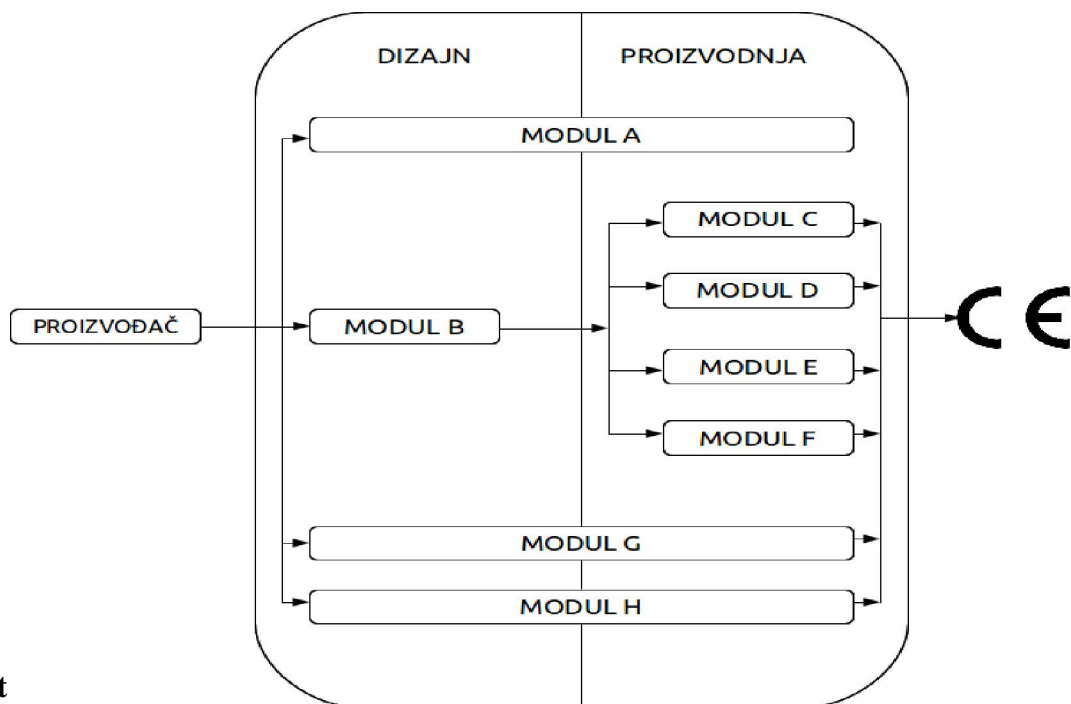 DIZAJN PROIZVODNJA
MODUL A
MODUL C
MODUL D
PROIZVOĐAČ MODUL B CE
MODUL E
MODUL F
MODUL G
MODUL H
t